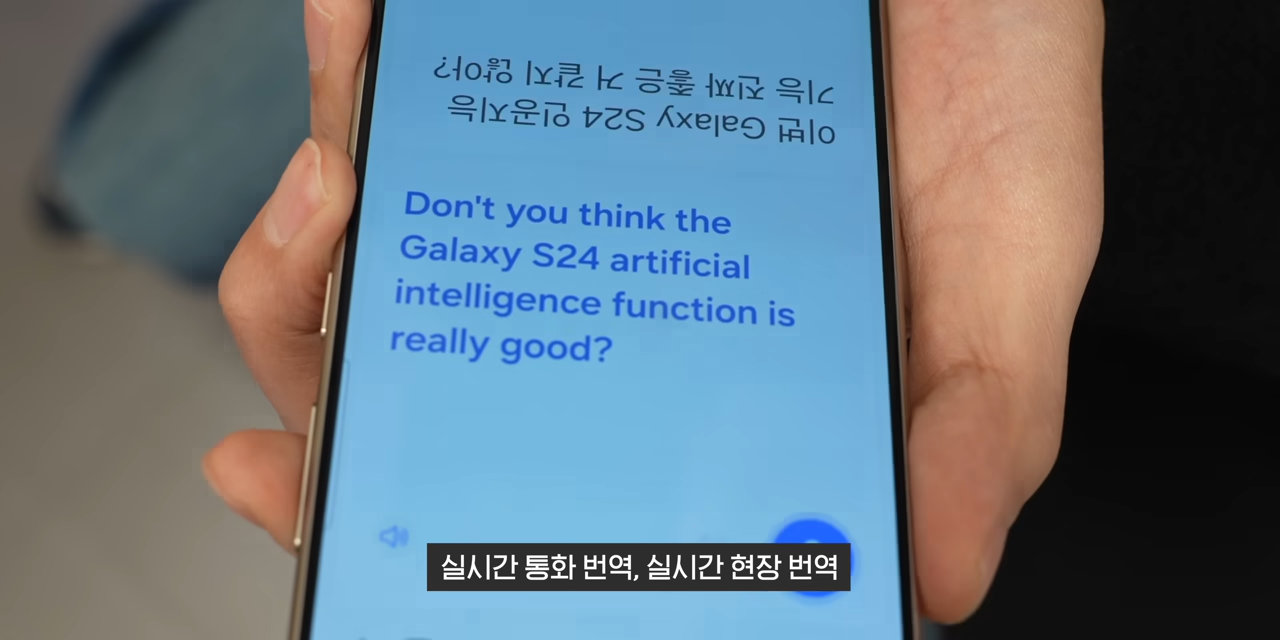 이번 Galaxy S24 인공지능
기능 진짜 좋은 거 같지 않아?
Don't you think the
Galaxy S24 artificial
intelligence function is
really good?
실시간 통화 번역, 실시간 현장 번역